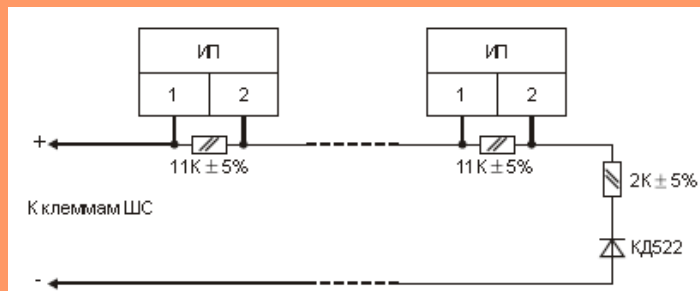 ИП ИП
1 2 1 2
+
11К ± 5% 11К ± 5%
2К ± 5%
К клеммам ШС
КД522
-